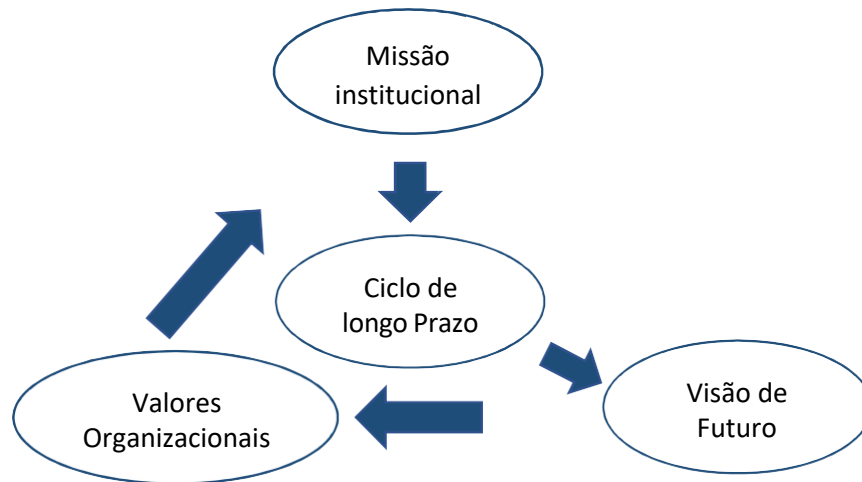 Missão
institucional
Ciclo de
longo Prazo
Valores
Organizacionais
Visão de
Futuro